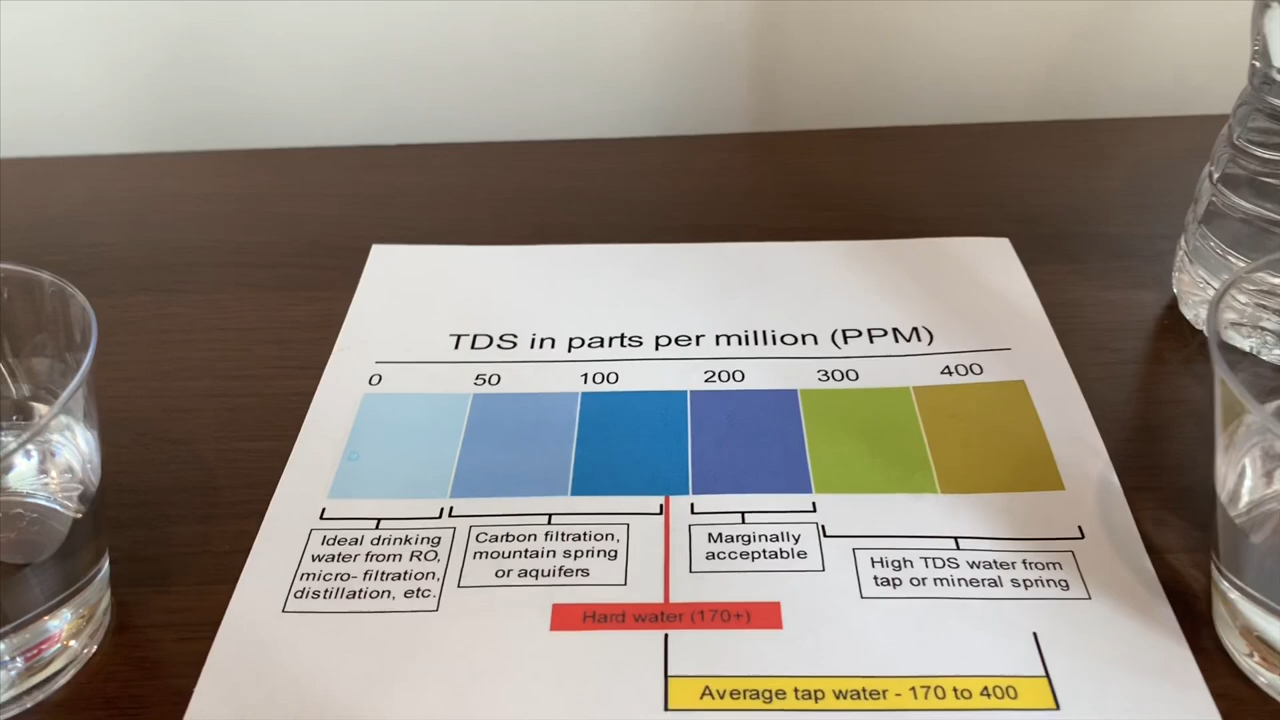 TDS in parts per million (PPM)
0 50 100 200 300 400
Ideal drinking
water from RO,
micro- filtration,
distillation, etc.
Carbon filtration,
mountain spring
or aquifers
Marginally
acceptable
High TDS water from
tap or mineral spring
Hard water (170+)
Average tap water - 170 to 400